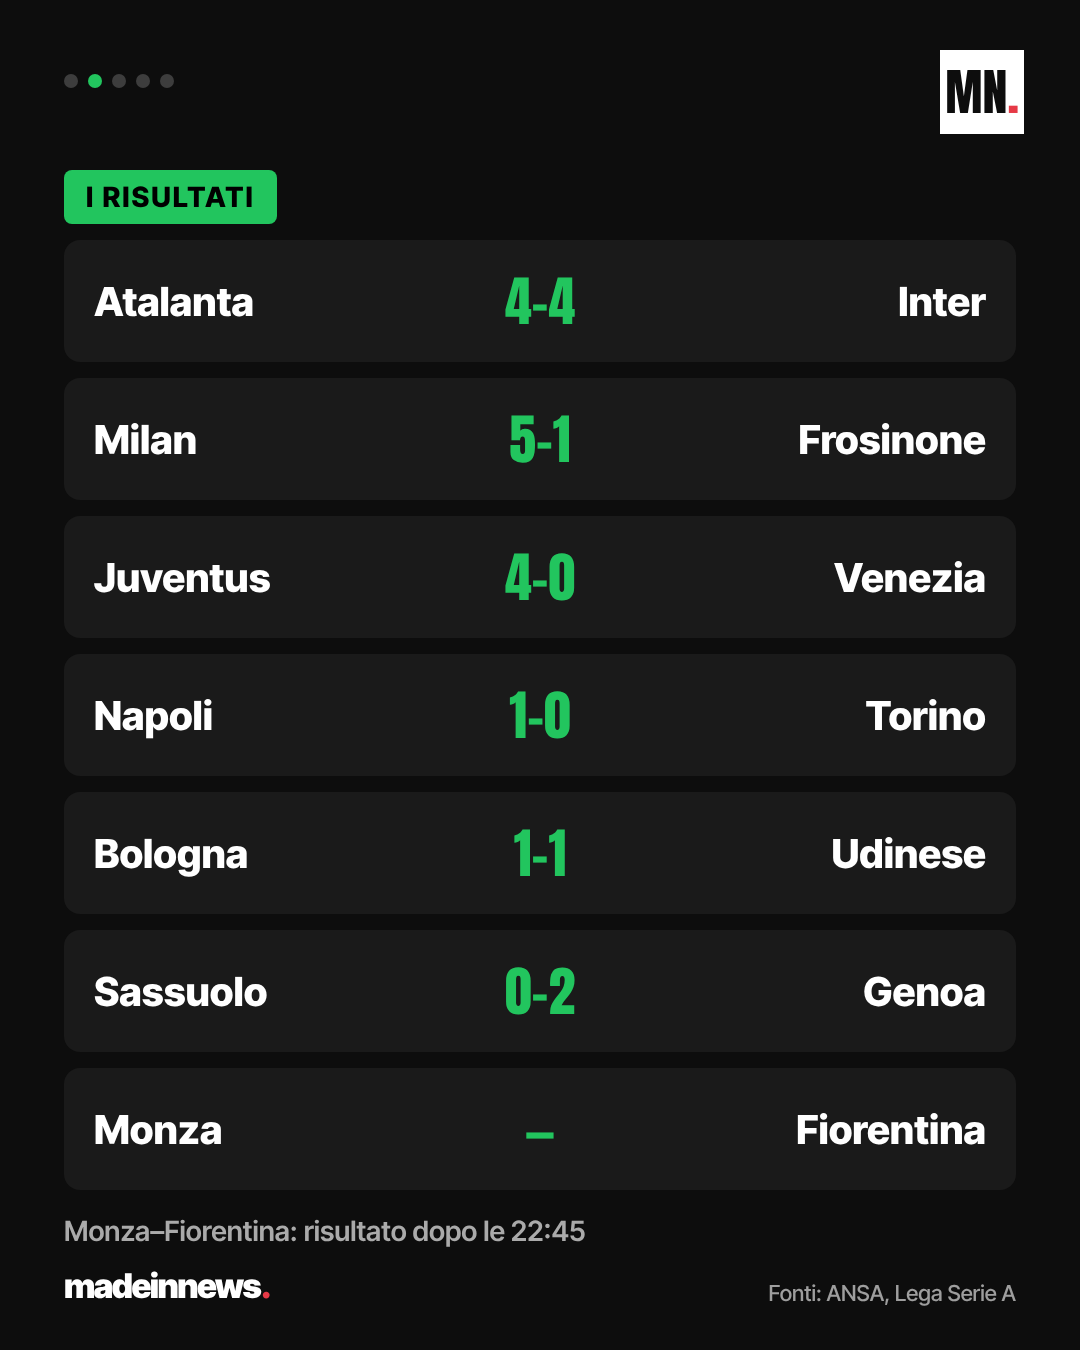 MN.
I RISULTATI
Atalanta 4-4 Inter
Milan 5-1 Frosinone
Juventus 4-0 Venezia
Napoli 1-0 Torino
Bologna 1-1 Udinese
Sassuolo 0-2 Genoa
Monza – Fiorentina
Monza–Fiorentina: risultato dopo le 22:45
madeinnews.
Fonti: ANSA, Lega Serie A